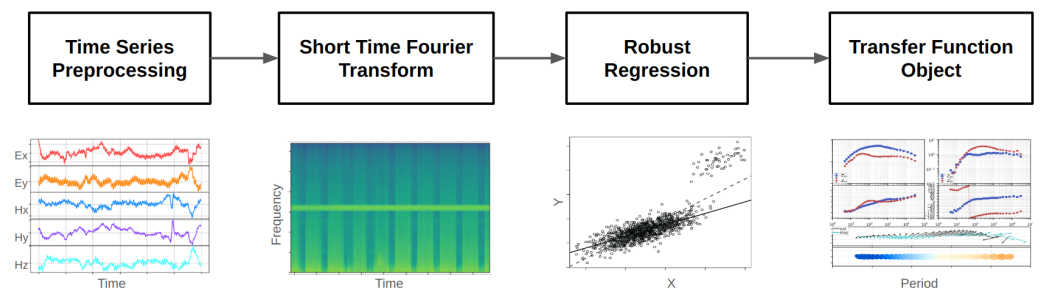 Time Series
Preprocessing
Short Time Fourier
Transform
Robust
Regression
Transfer Function
Object
Ex
Ey
Hx
Hy
Hz
Time
Frequency
Time
Y
X
Period